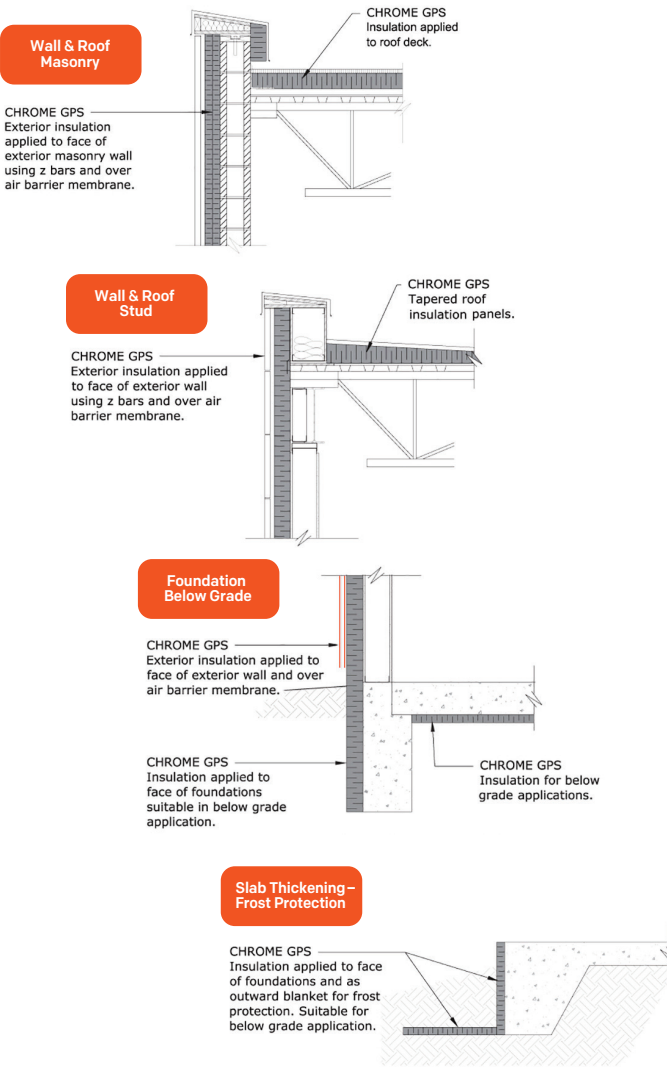 Wall & Roof
Masonry
CHROME GPS
Insulation applied
to roof deck.
CHROME GPS
Exterior insulation
applied to face of
exterior masonry wall
using z bars and over
air barrier membrane.
Wall & Roof
Stud
CHROME GPS
Tapered roof
insulation panels.
CHROME GPS
Exterior insulation applied
to face of exterior wall
using z bars and over air
barrier membrane.
Foundation
Below Grade
CHROME GPS
Exterior insulation applied to
face of exterior wall and over
air barrier membrane.
CHROME GPS
Insulation applied to
face of foundations
suitable in below grade
application.
CHROME GPS
Insulation for below
grade applications.
Slab Thickening–
Frost Protection
CHROME GPS
Insulation applied to face
of foundations and as
outward blanket for frost
protection. Suitable for
below grade application.